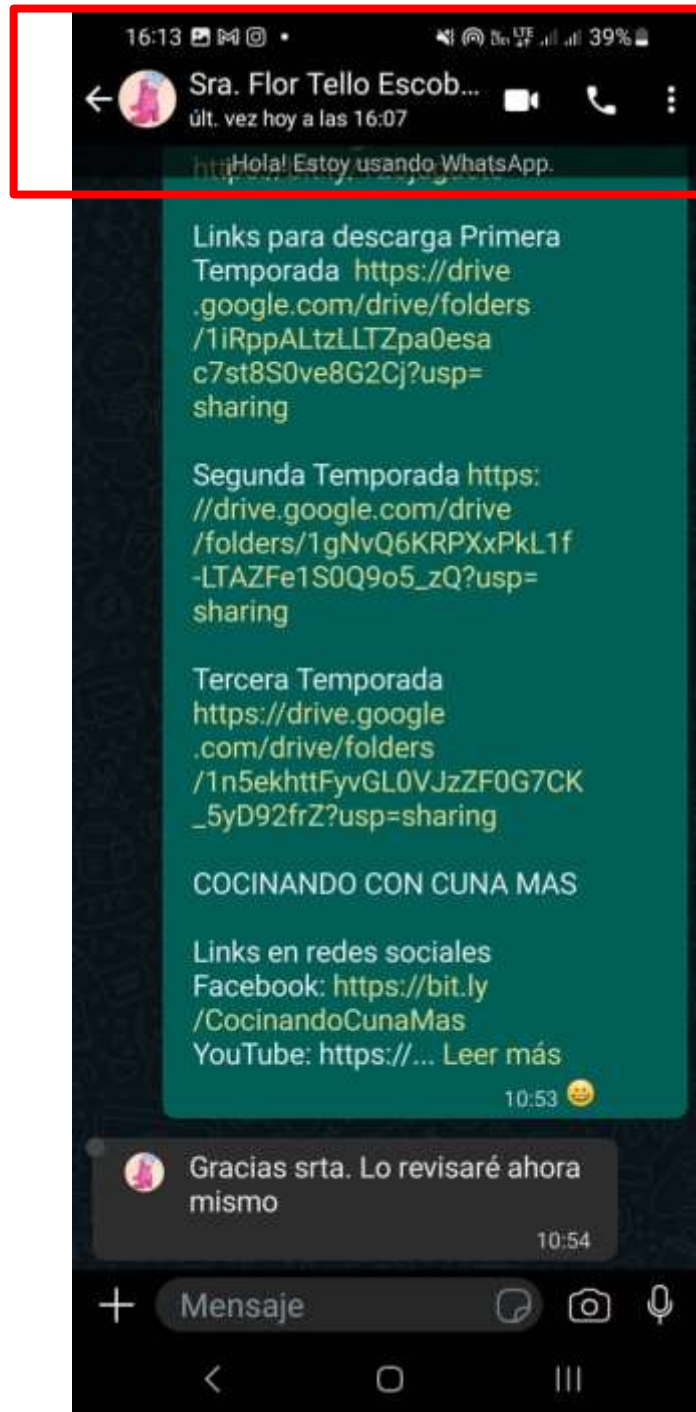 16:13 39%
Sra. Flor Tello Escob...
últ. vez hoy a las 16:07
¡Hola! Estoy usando WhatsApp.
Links para descarga Primera
Temporada https://drive
.google.com/drive/folders
/1iRppALtzLLTZpa0esa
c7st8S0ve8G2Cj?usp=
sharing
Segunda Temporada https:
//drive.google.com/drive
/folders/1gNvQ6KRPXxPkL1f
-LTAZFe1S0Q9o5_zQ?usp=
sharing
Tercera Temporada
https://drive.google
.com/drive/folders
/1n5ekhttFyvGL0VJzZF0G7CK
_5yD92frZ?usp=sharing
COCINANDO CON CUNA MAS
Links en redes sociales
Facebook: https://bit.ly
/CocinandoCunaMas
YouTube: https://... Leer más
10:53
Gracias srta. Lo revisaré ahora
mismo
10:54
Mensaje